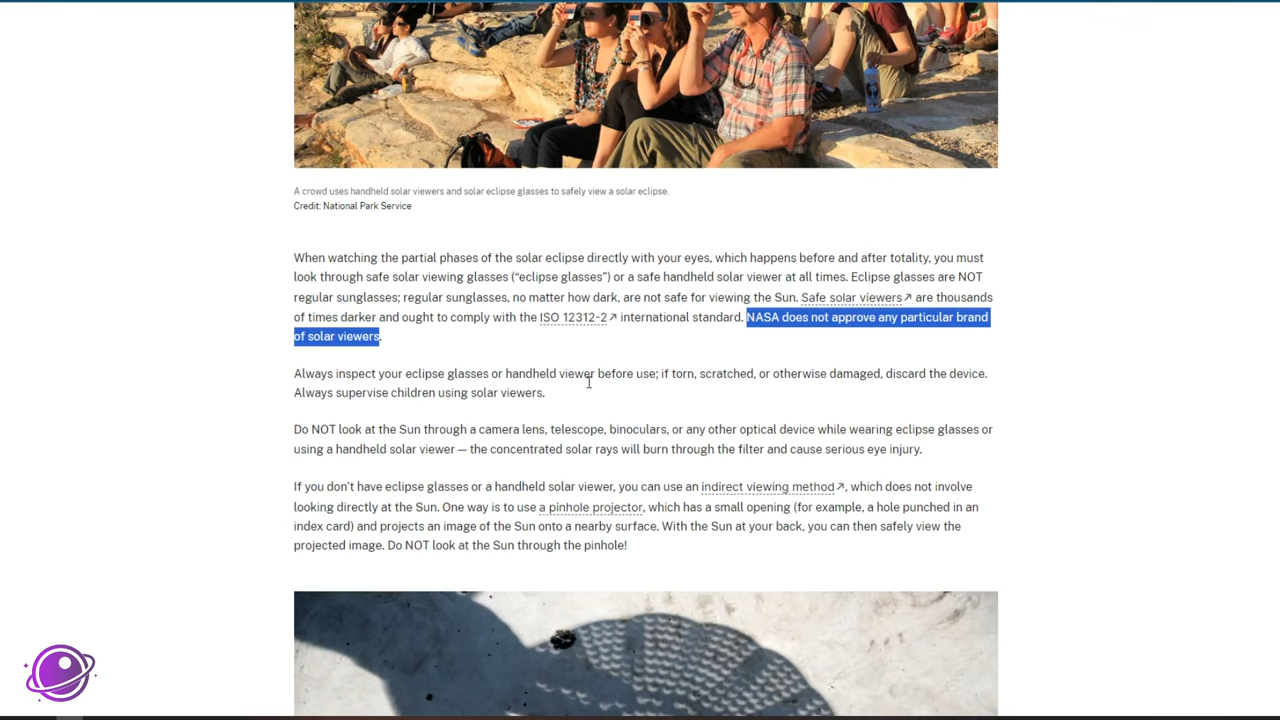 A crowd uses handheld solar viewers and solar eclipse glasses to safely view a solar eclipse.
Credit: National Park Service
When watching the partial phases of the solar eclipse directly with your eyes, which happens before and after totality, you must
look through safe solar viewing glasses (“eclipse glasses”) or a safe handheld solar viewer at all times. Eclipse glasses are NOT
regular sunglasses; regular sunglasses, no matter how dark, are not safe for viewing the Sun. Safe solar viewers↗ are thousands
of times darker and ought to comply with the ISO 12312-2↗ international standard. NASA does not approve any particular brand
of solar viewers.
Always inspect your eclipse glasses or handheld viewer before use; if torn, scratched, or otherwise damaged, discard the device.
Always supervise children using solar viewers.
Do NOT look at the Sun through a camera lens, telescope, binoculars, or any other optical device while wearing eclipse glasses or
using a handheld solar viewer — the concentrated solar rays will burn through the filter and cause serious eye injury.
If you don’t have eclipse glasses or a handheld solar viewer, you can use an indirect viewing method↗, which does not involve
looking directly at the Sun. One way is to use a pinhole projector, which has a small opening (for example, a hole punched in an
index card) and projects an image of the Sun onto a nearby surface. With the Sun at your back, you can then safely view the
projected image. Do NOT look at the Sun through the pinhole!